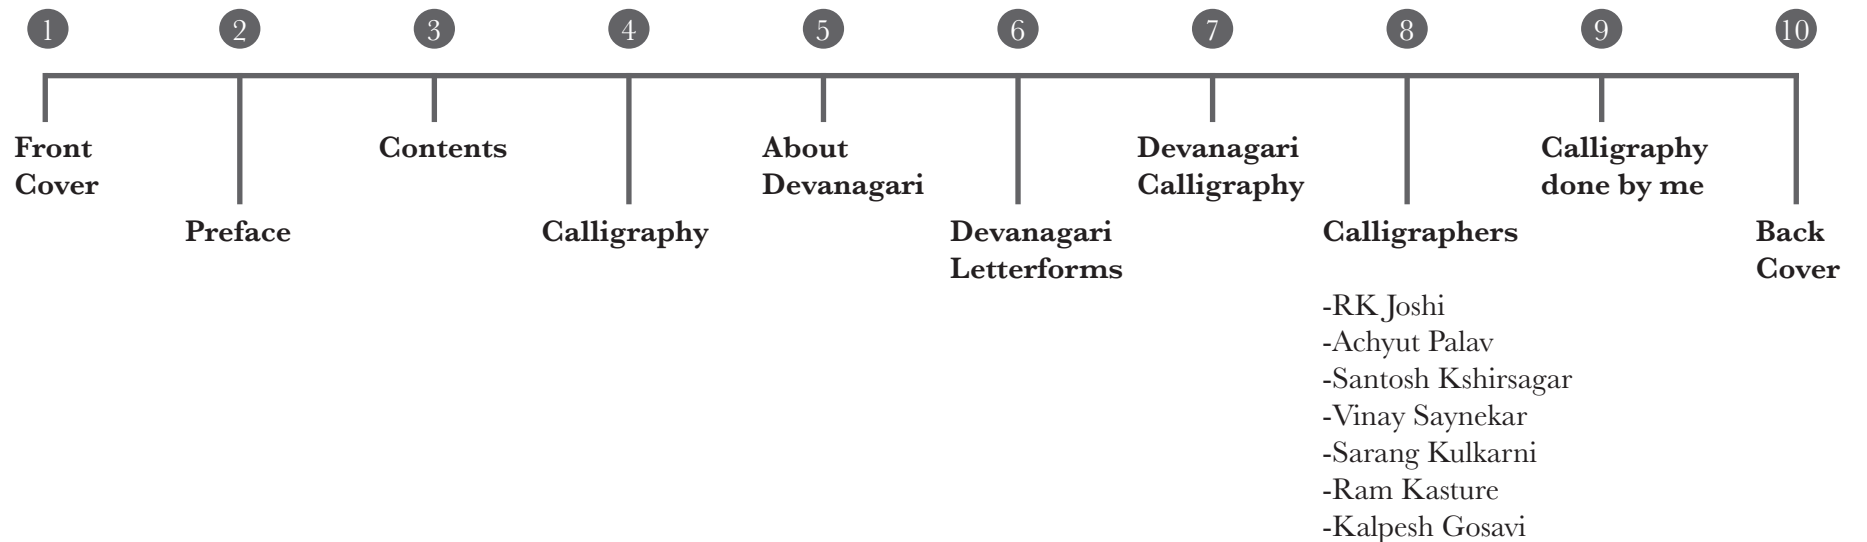 1 2 3 4 5 6 7 8 9 10
Front
Cover
Preface
Contents
Calligraphy
About
Devanagari
Devanagari
Letterforms
Devanagari
Calligraphy
Calligraphers
-RK Joshi
-Achyut Palav
-Santosh Kshirsagar
-Vinay Saynekar
-Sarang Kulkarni
-Ram Kasture
-Kalpesh Gosavi
Calligraphy
done by me
Back
Cover